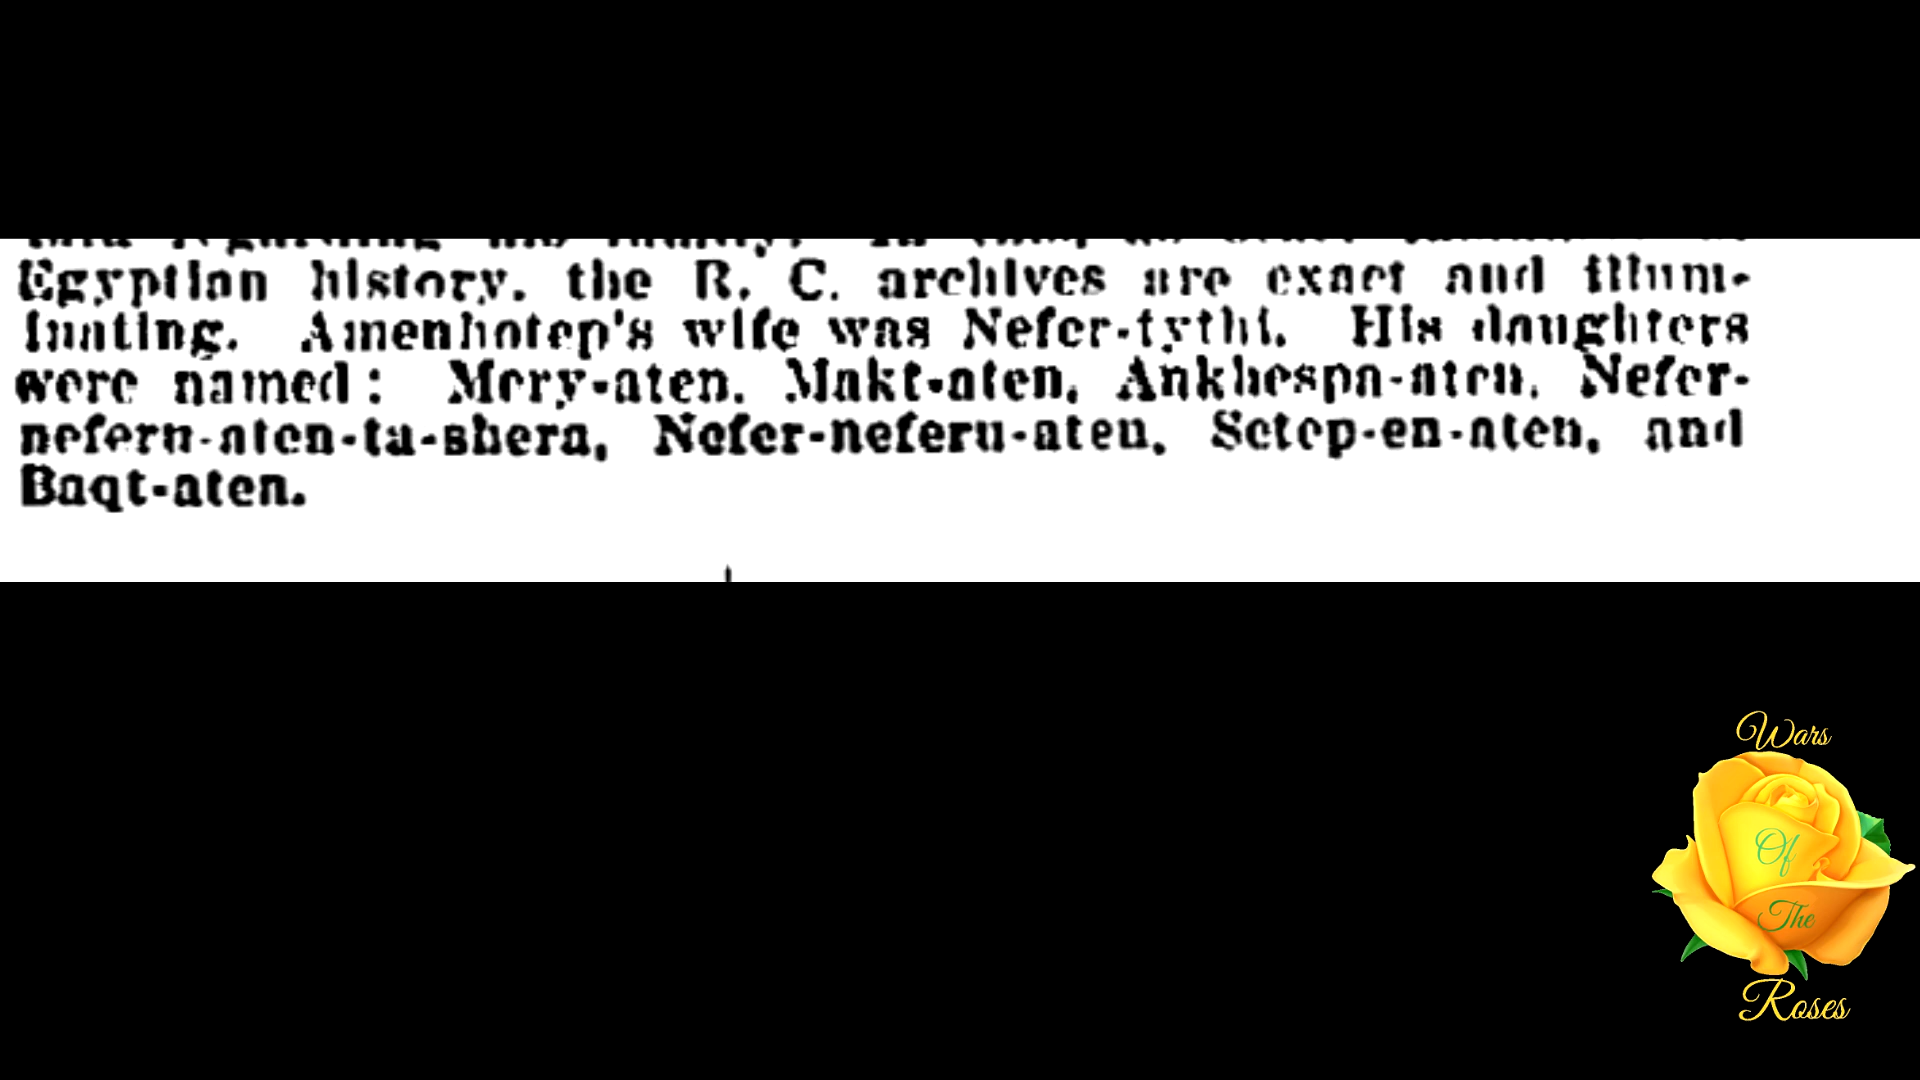 Egyptian history, the R. C. archives are exact and illum-
inating. Amenhotep's wife was Nefer-tythi. His daughters
were named: Mery-aten, Makt-aten, Ankhespa-aten, Nefer-
neferu-aten-ta-shera, Nefer-neferu-aten, Setep-en-aten, and
Baqt-aten.
Wars
Of
The
Roses